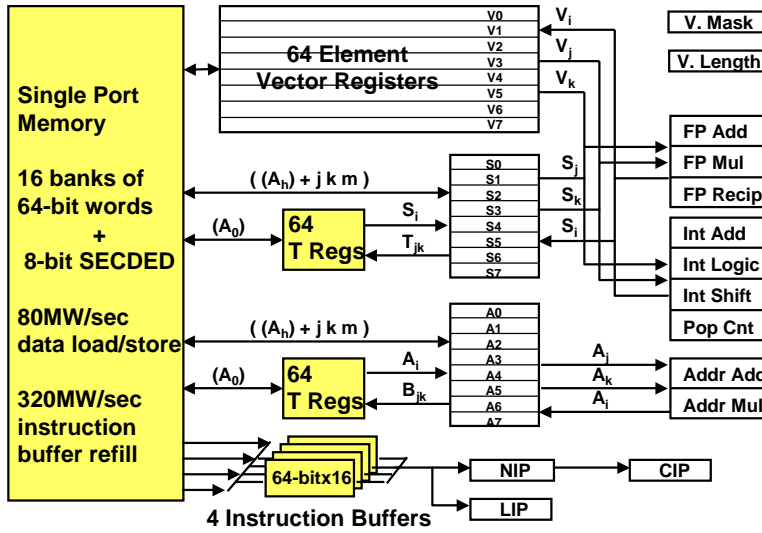 Single Port
Memory
16 banks of
64-bit words
+
8-bit SECDED
80MW/sec
data load/store
320MW/sec
instruction
buffer refill
64 Element
Vector Registers
V0
V1
V2
V3
V4
V5
V6
V7
Vi
Vj
Vk
V. Mask
V. Length
FP Add
FP Mul
FP Recip
Int Add
Int Logic
Int Shift
Pop Cnt
Addr Add
Addr Mul
( (Ah) + j k m )
(A0)
64
T Regs
Si
Tjk
S0
S1
S2
S3
S4
S5
S6
S7
Sj
Sk
Si
( (Ah) + j k m )
(A0)
64
T Regs
Ai
Bjk
A0
A1
A2
A3
A4
A5
A6
A7
Aj
Ak
Ai
64-bitx16
4 Instruction Buffers
NIP
CIP
LIP